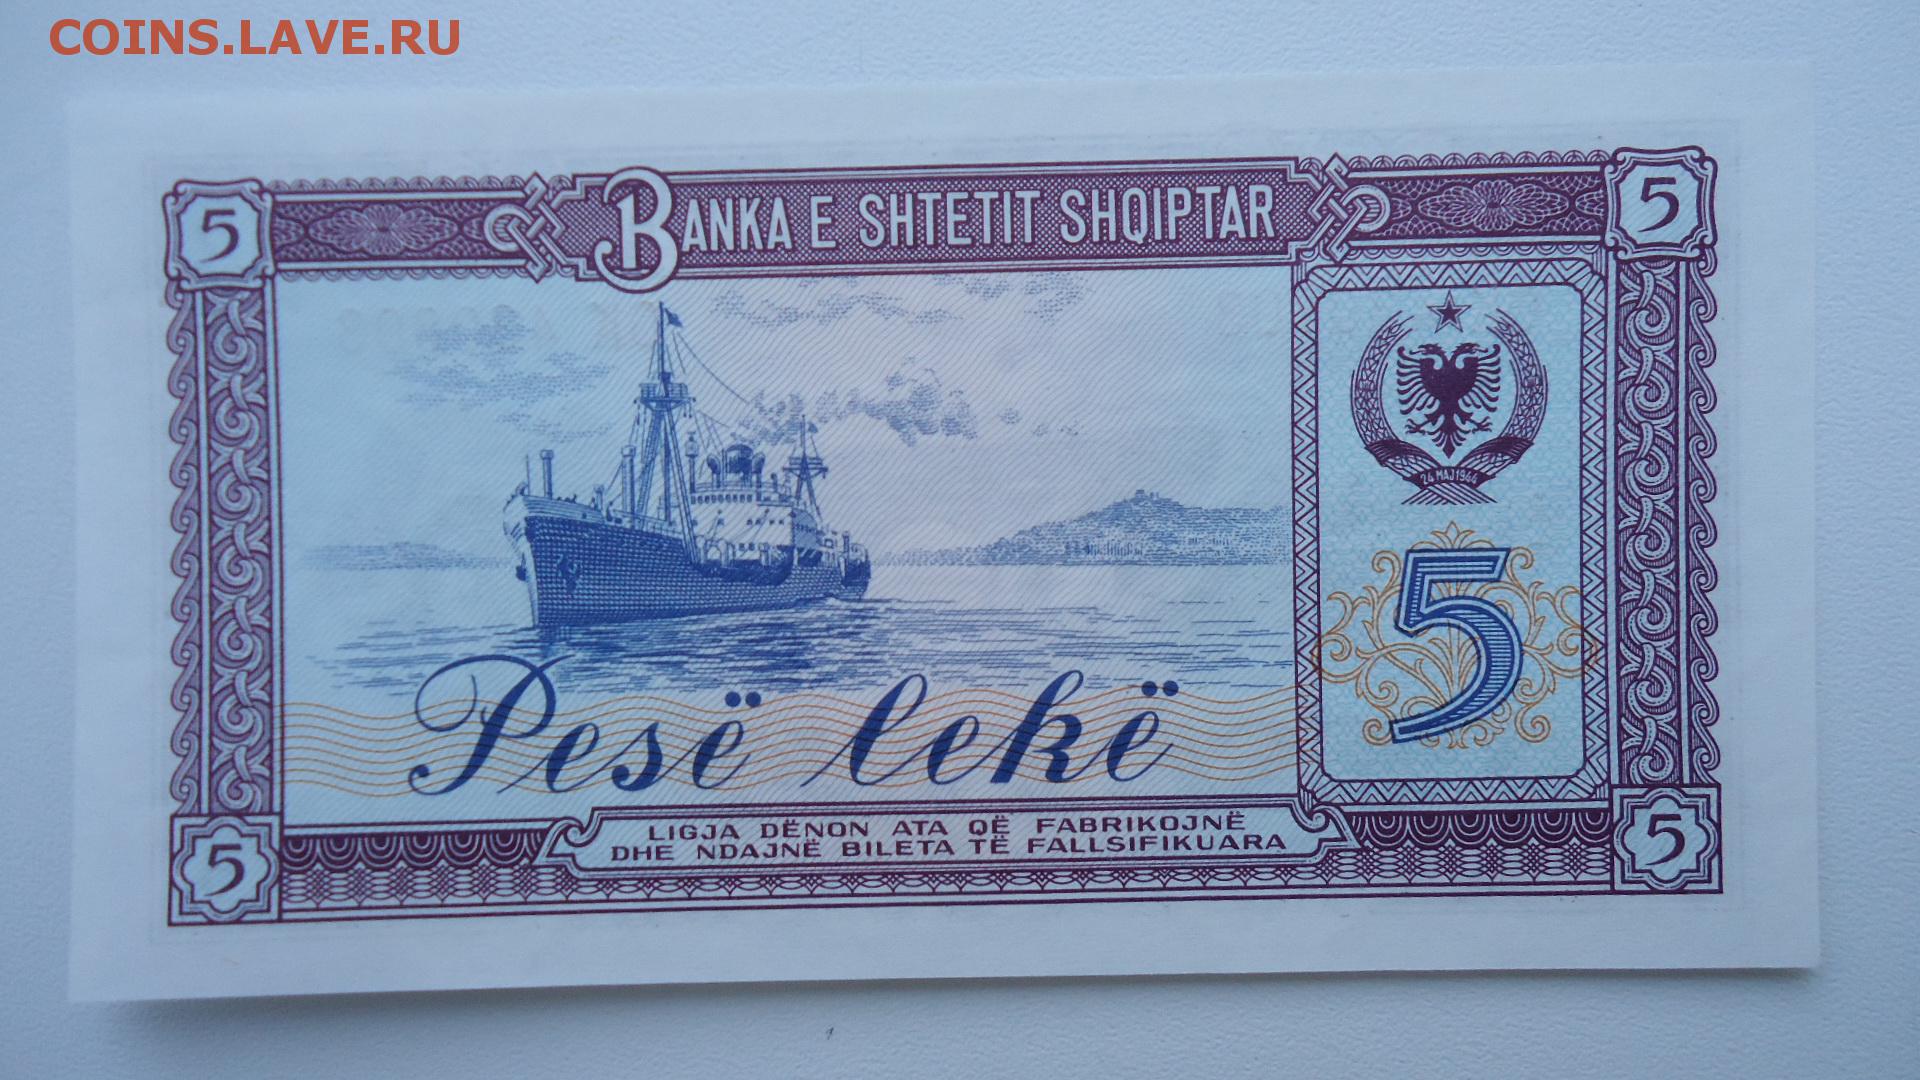 COINS.LAVE.RU
5 BANKA E SHTETIT SHQIPTAR 5
24 MAJ 1944
5
Pesë lekë
LIGJA DËNON ATA QË FABRIKOJNË
DHE NDAJNË BILETA TË FALLSIFIKUARA
5 5